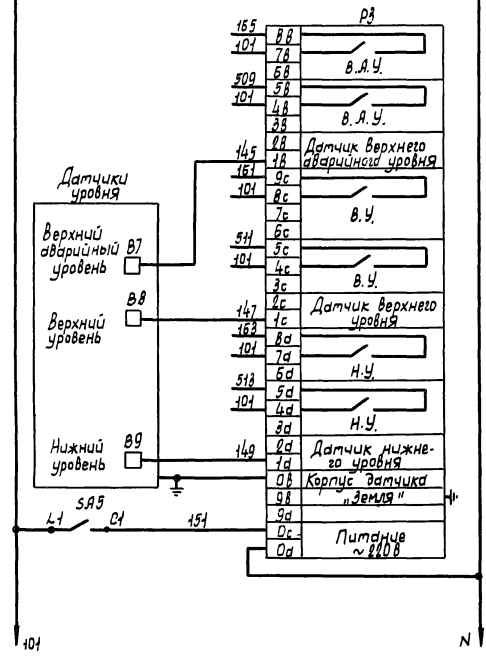 Р3
165
8в
101
7в
6в
В.А.У.
509
5в
101
4в
3в
В.А.У.
2в
Датчик верхнего
145
1в
аварийного уровня
161
9с
101
8с
7с
В.У.
6с
511
5с
101
4с
3с
В.У.
2с
Датчик верхнего
147
1с
уровня
163
8d
101
7d
6d
Н.У.
513
5d
101
4d
3d
Н.У.
2d
Датчик нижне-
149
1d
го уровня
0в
Корпус датчика
9в
„Земля"
9d
0с
Питание
0d
~ 220в
Датчики
уровня
Верхний
аварийный
уровень
В7
В8
Верхний
уровень
В9
Нижний
уровень
SA5
L1
C1
151
101
N